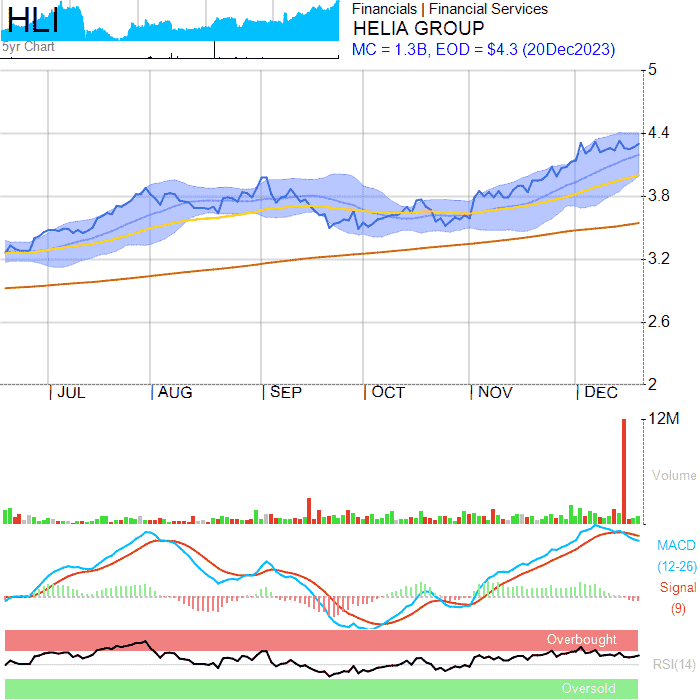 HLI
5yr Chart
Financials | Financial Services
HELIA GROUP
MC = 1.3B, EOD = $4.3 (20Dec2023)
5
4.4
3.8
3.2
2.6
2
JUL
AUG
SEP
OCT
NOV
DEC
12M
Volume
MACD
(12-26)
Signal
(9)
Overbought
RSI(14)
Oversold